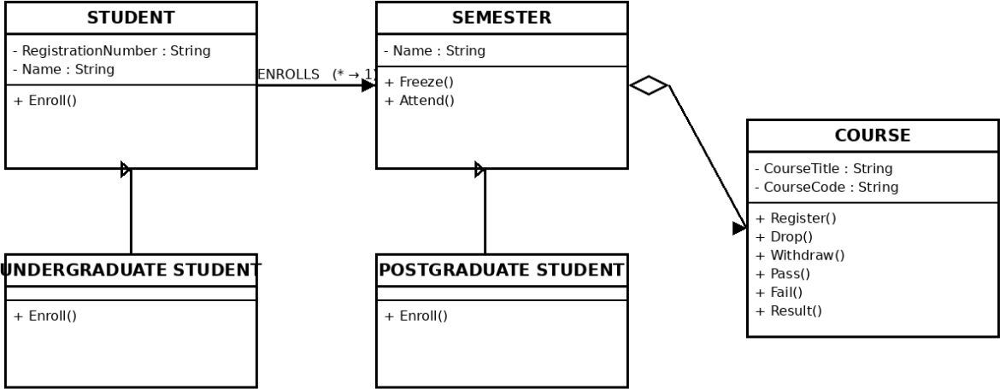 STUDENT
- RegistrationNumber : String
- Name : String
+ Enroll()
ENROLLS (* → 1)
SEMESTER
- Name : String
+ Freeze()
+ Attend()
COURSE
- CourseTitle : String
- CourseCode : String
+ Register()
+ Drop()
+ Withdraw()
+ Pass()
+ Fail()
+ Result()
UNDERGRADUATE STUDENT
+ Enroll()
POSTGRADUATE STUDENT
+ Enroll()